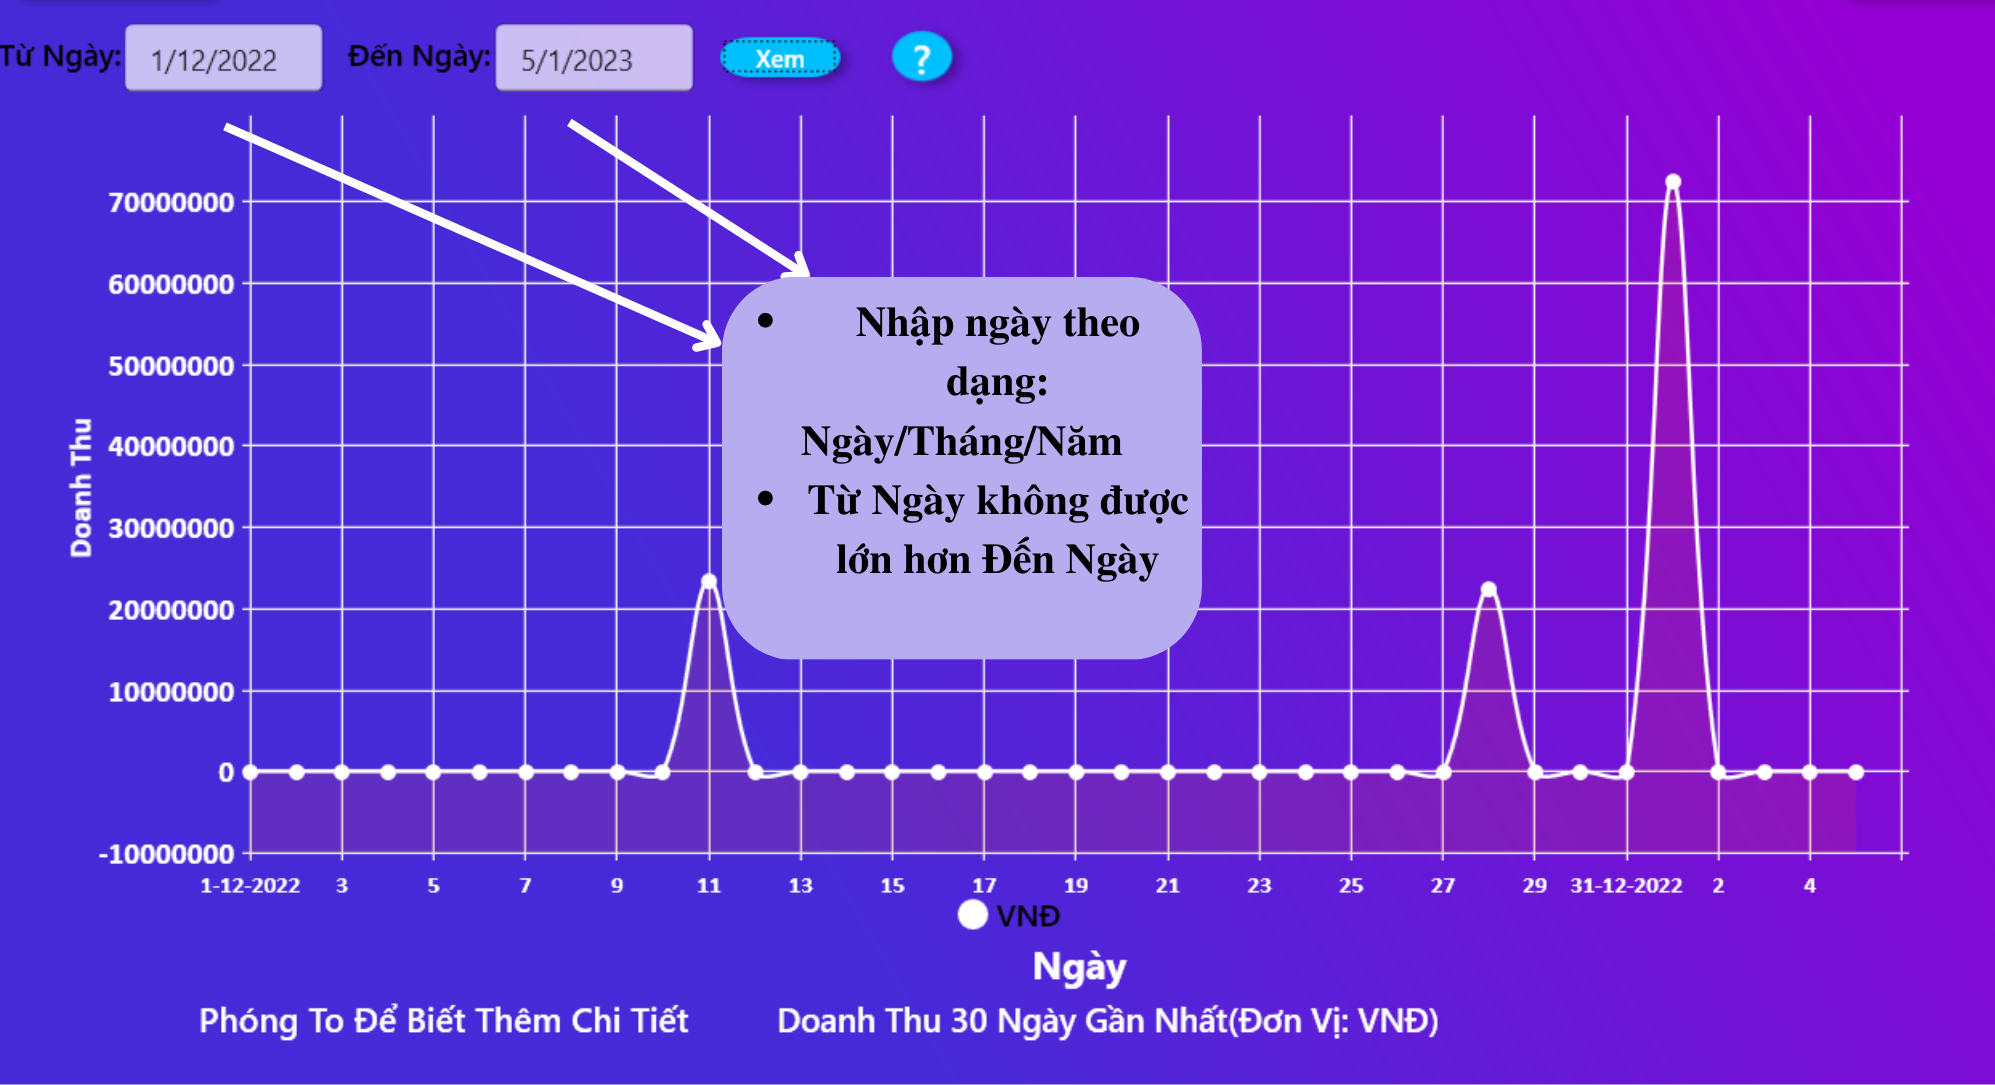 Từ Ngày: 1/12/2022 Đến Ngày: 5/1/2023 Xem ?
70000000
60000000
50000000
40000000
30000000
20000000
10000000
0
-10000000
Doanh Thu
• Nhập ngày theo
dạng:
Ngày/Tháng/Năm
• Từ Ngày không được
lớn hơn Đến Ngày
1-12-2022 3 5 7 9 11 13 15 17 19 21 23 25 27 29 31-12-2022 2 4
VNĐ
Ngày
Phóng To Để Biết Thêm Chi Tiết Doanh Thu 30 Ngày Gần Nhất(Đơn Vị: VNĐ)